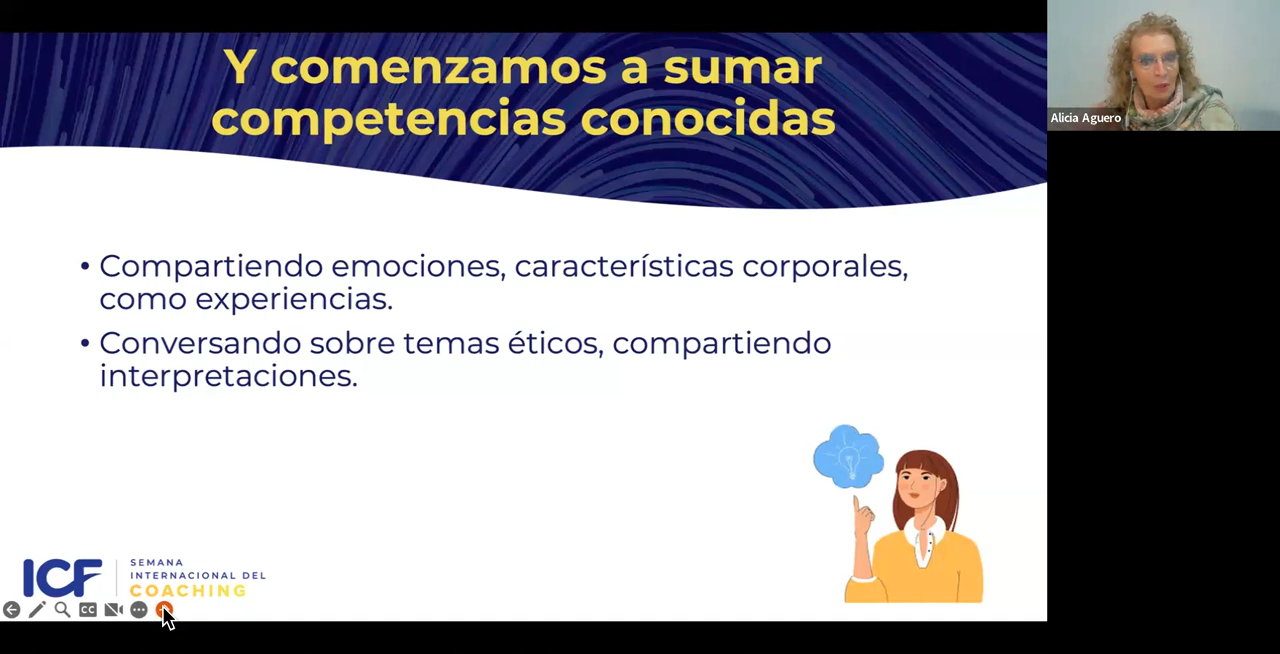 Y comenzamos a sumar
competencias conocidas
Alicia Aguero
• Compartiendo emociones, características corporales,
como experiencias.
• Conversando sobre temas éticos, compartiendo
interpretaciones.
ICF
SEMANA
INTERNACIONAL DEL
COACHING
CC